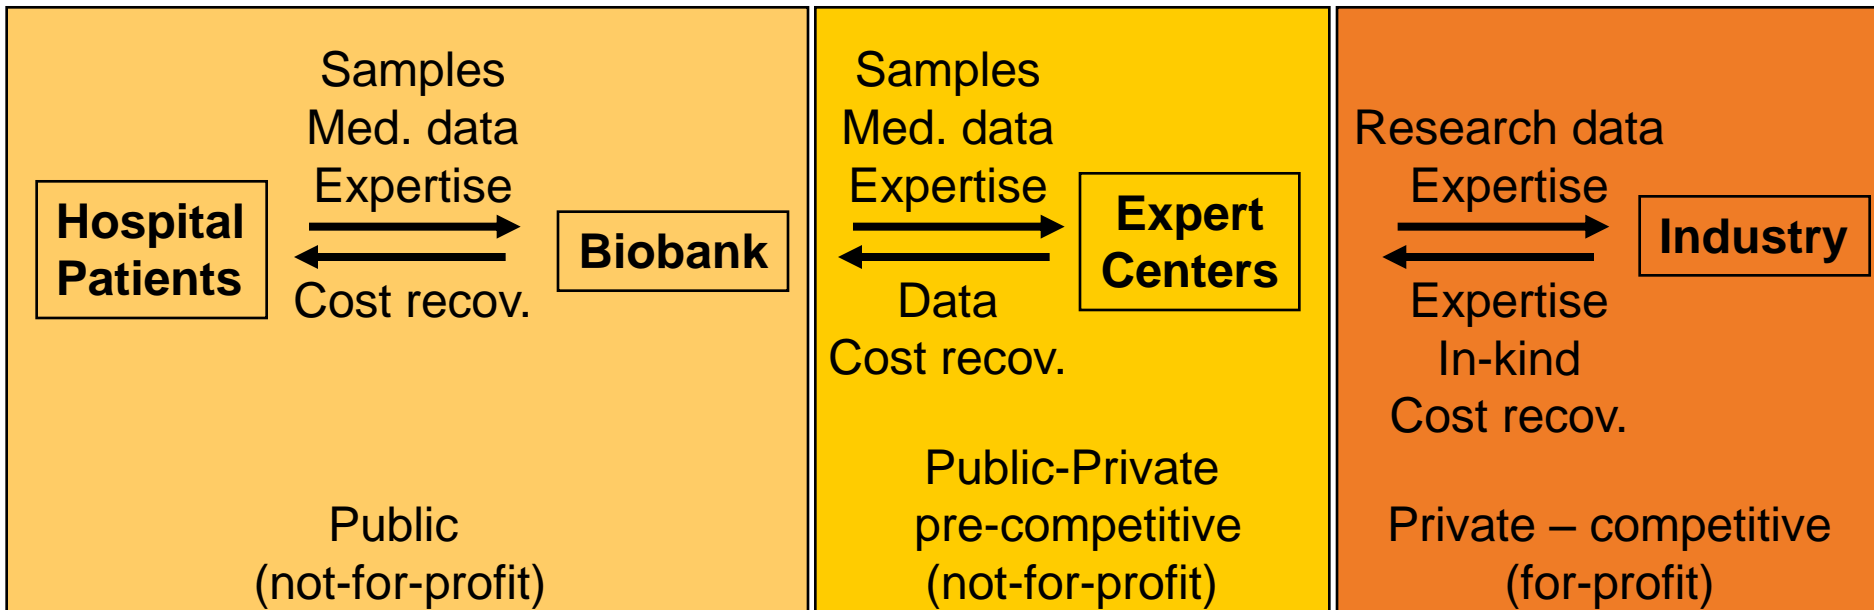 Samples
Med. data
Expertise
Hospital
Patients
Biobank
Cost recov.
Public
(not-for-profit)
Samples
Med. data
Expertise
Expert
Centers
Data
Cost recov.
Public-Private
pre-competitive
(not-for-profit)
Research data
Expertise
Industry
Expertise
In-kind
Cost recov.
Private – competitive
(for-profit)